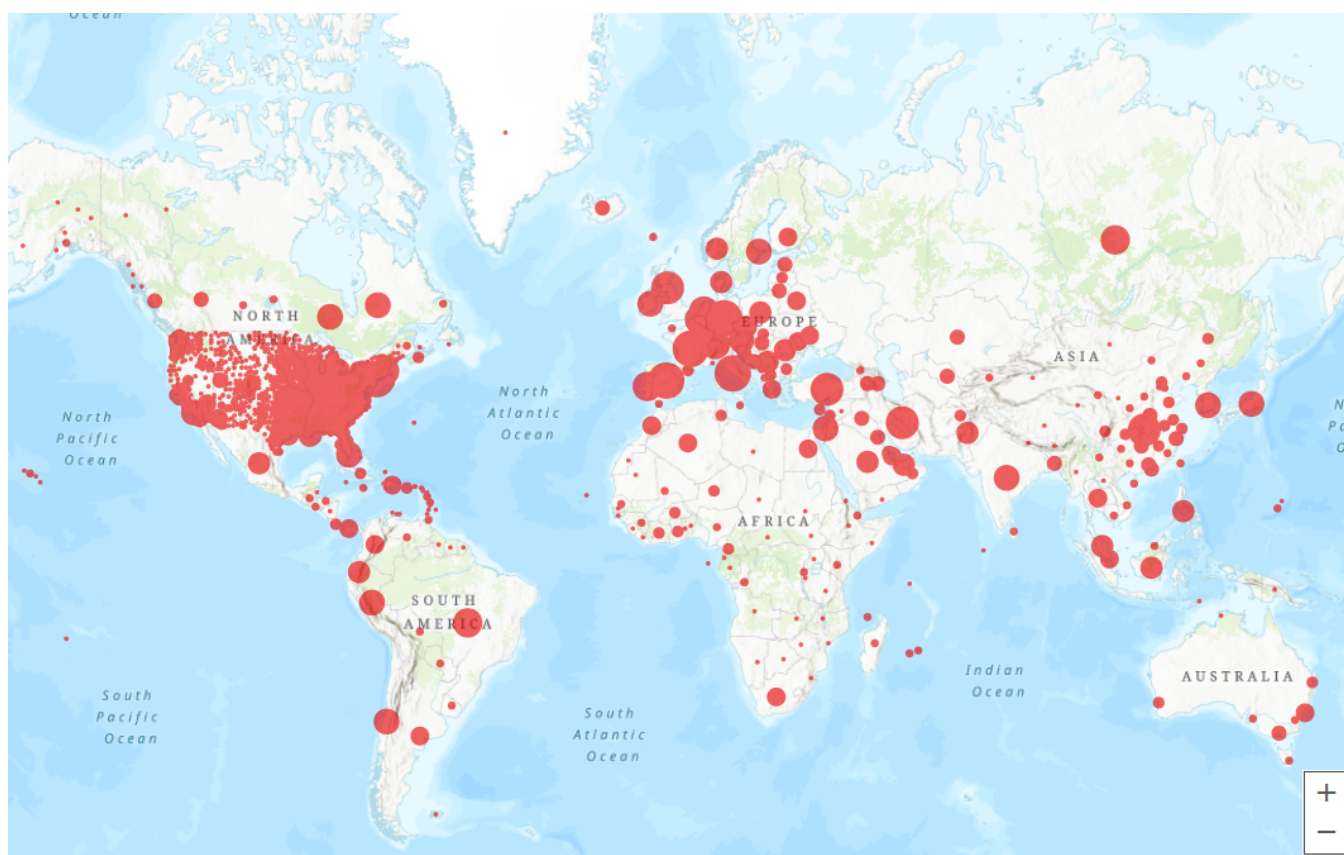 Ocean
NORTH
AMERICA
EUROPE
ASIA
North
Pacific
Ocean
North
Atlantic
Ocean
AFRICA
SOUTH
AMERICA
South
Pacific
Ocean
South
Atlantic
Ocean
Indian
Ocean
AUSTRALIA
N
Pa
O
+
−